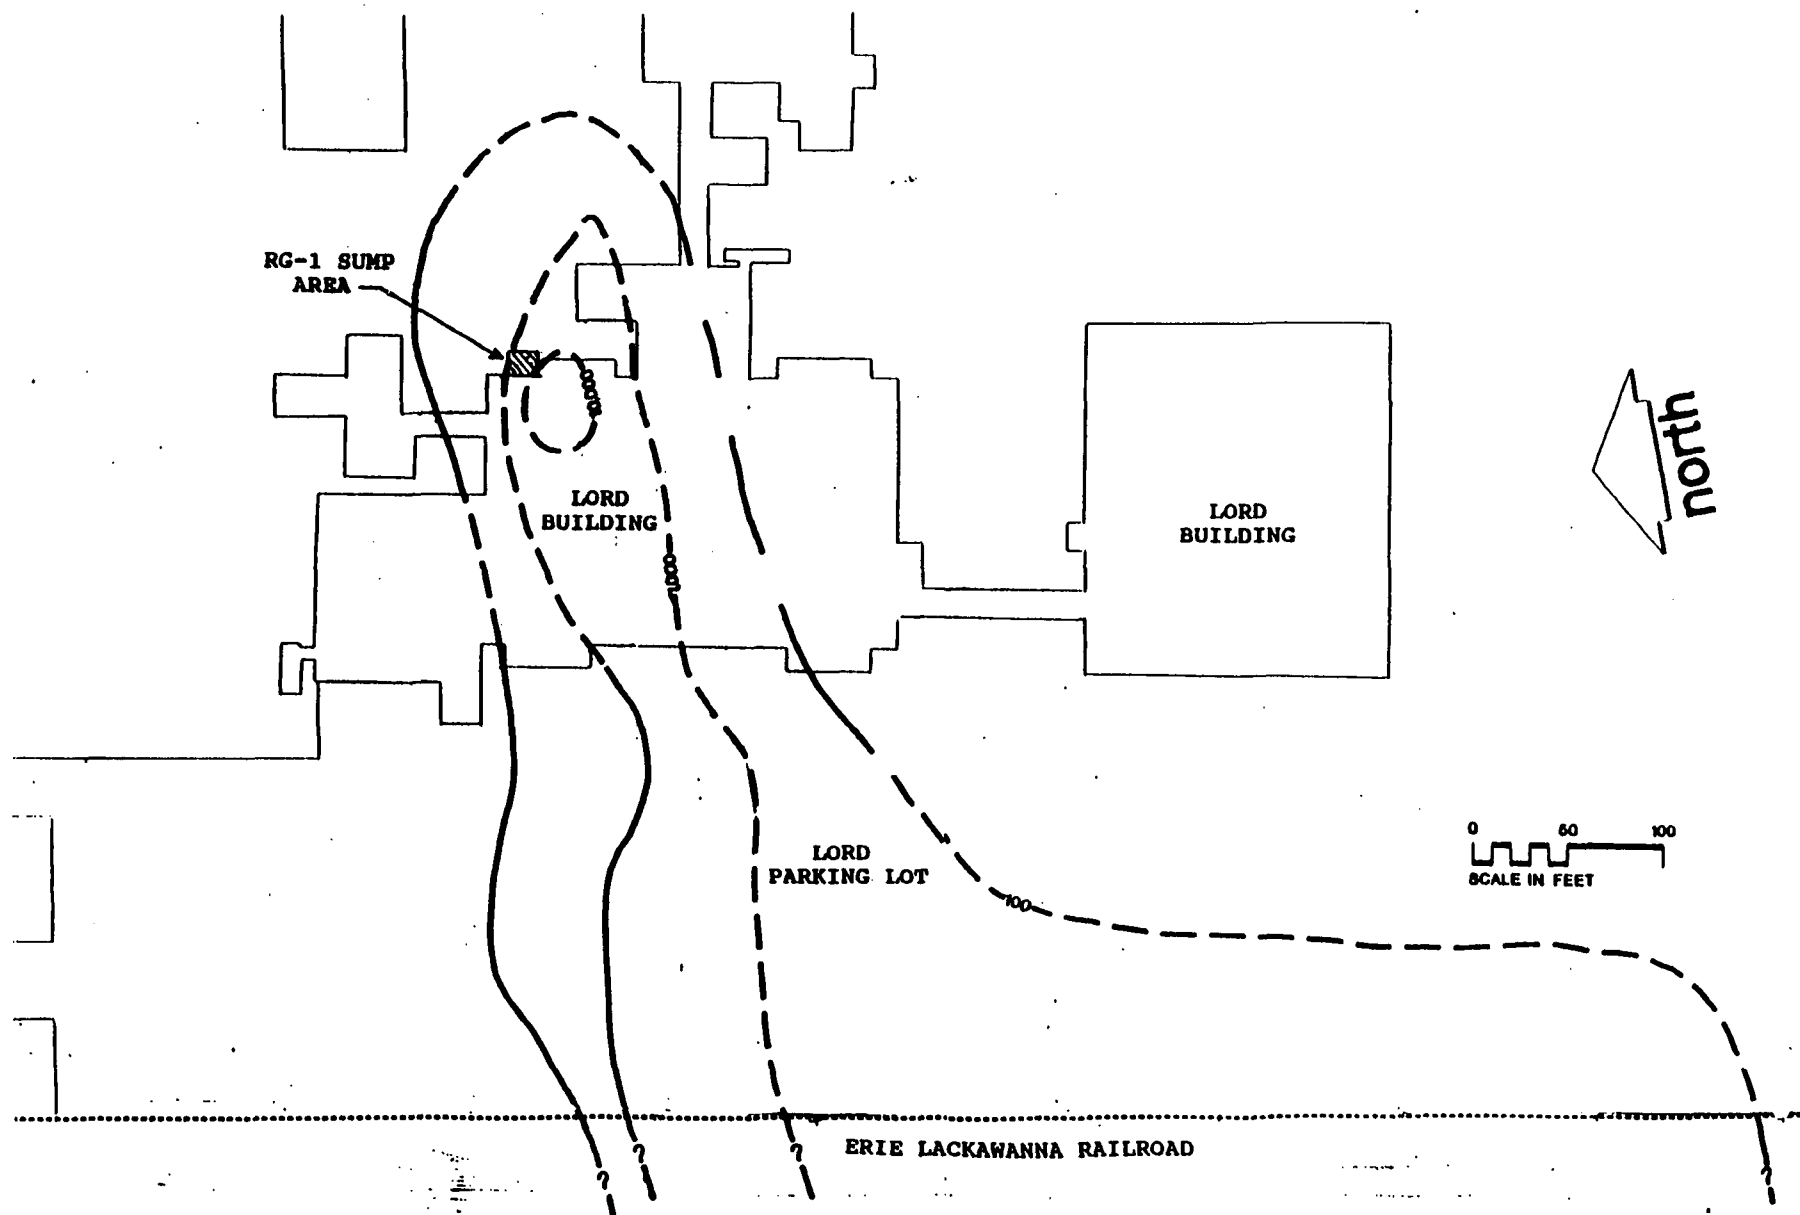 RG-1 SUMP
AREA
LORD
BUILDING
LORD
BUILDING
north
0 50 100
SCALE IN FEET
LORD
PARKING LOT
100
ERIE LACKAWANNA RAILROAD
? ? ? ?